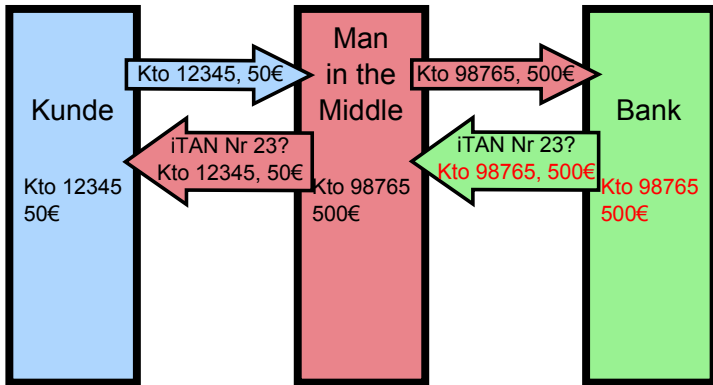 Kunde
Kto 12345
50€
Kto 12345, 50€
iTAN Nr 23?
Kto 12345, 50€
Man
in the
Middle
Kto 98765
500€
Kto 98765, 500€
iTAN Nr 23?
Kto 98765, 500€
Bank
Kto 98765
500€